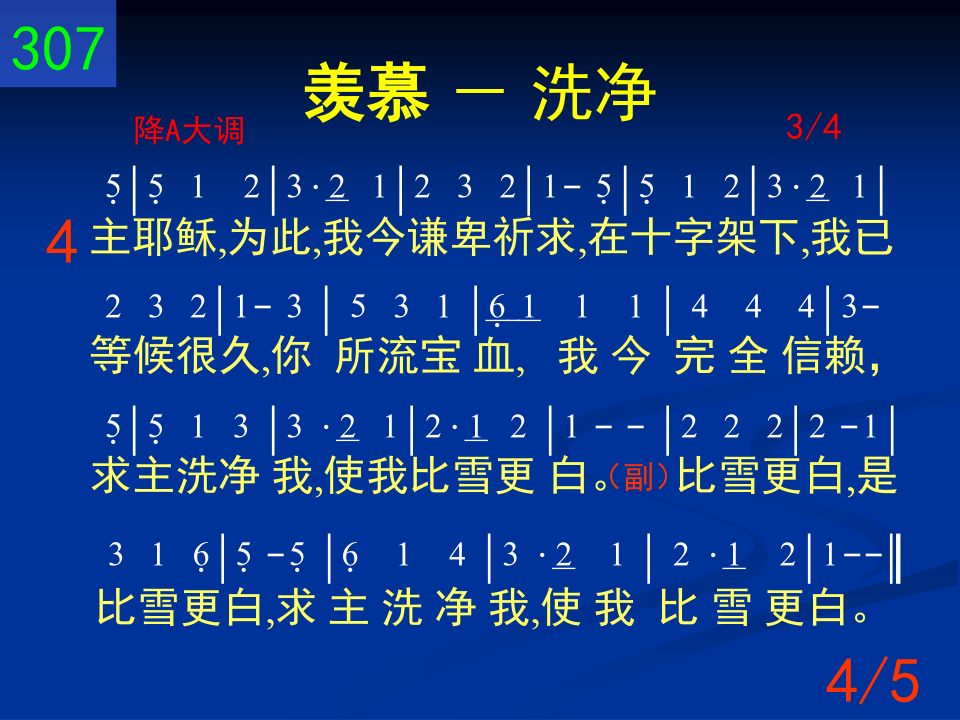 307
羡慕 － 洗净
降A大调
3/4
5̣|5̣ 1 2|3·2̲ 1|2 3 2|1- 5̣|5̣ 1 2|3·2̲ 1|
4 主耶稣,为此,我今谦卑祈求,在十字架下,我已
2 3 2|1- 3| 5 3 1|6̣̲ 1̲ 1 1| 4 4 4|3-
等候很久,你 所流宝 血, 我 今 完 全 信赖，
5̣|5̣ 1 3|3 ·2̲ 1|2·1̲ 2|1 - -|2 2 2|2 -1|
求主洗净 我,使我比雪更 白。（副）比雪更白,是
3 1 6̣|5̣ -5̣|6̣ 1 4|3 ·2̲ 1| 2 ·1̲ 2|1--‖
比雪更白,求 主 洗 净 我,使 我 比 雪 更白。
4/5